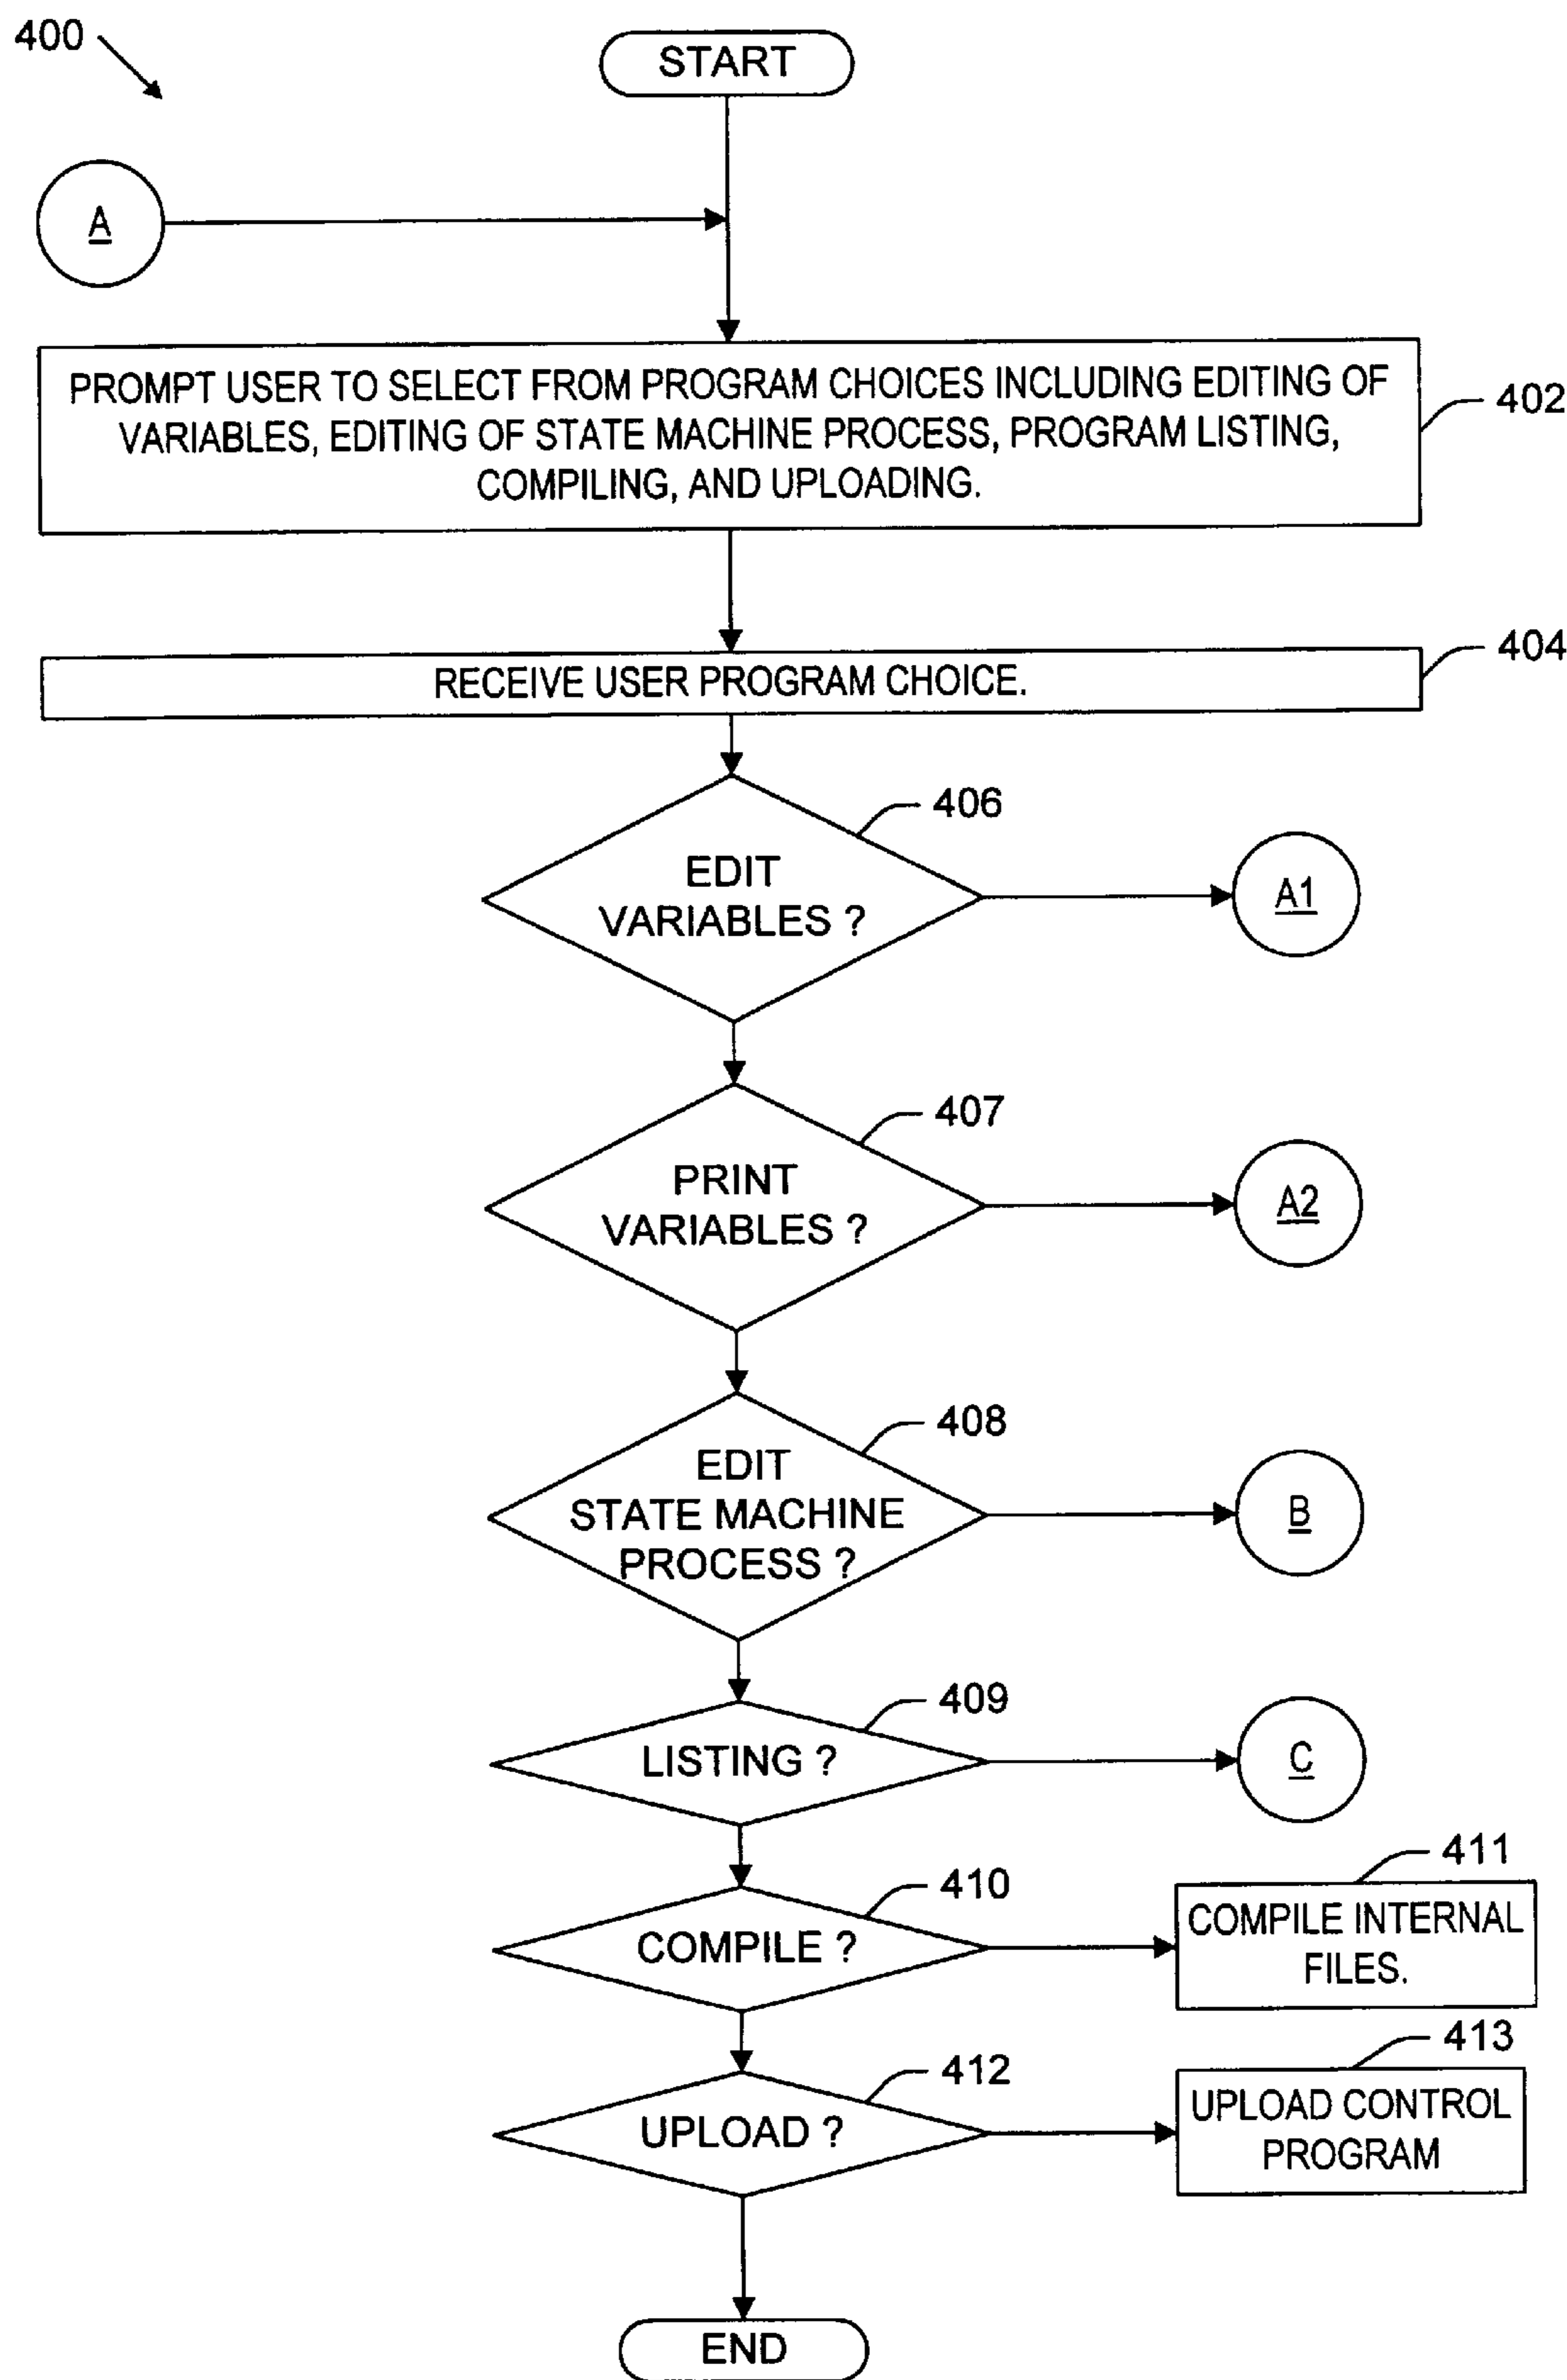 400
START
A
PROMPT USER TO SELECT FROM PROGRAM CHOICES INCLUDING EDITING OF
VARIABLES, EDITING OF STATE MACHINE PROCESS, PROGRAM LISTING,
COMPILING, AND UPLOADING.
402
RECEIVE USER PROGRAM CHOICE.
404
406
EDIT
VARIABLES ?
A1
407
PRINT
VARIABLES ?
A2
408
EDIT
STATE MACHINE
PROCESS ?
B
409
LISTING ?
C
410
COMPILE ?
411
COMPILE INTERNAL
FILES.
412
UPLOAD ?
413
UPLOAD CONTROL
PROGRAM
END